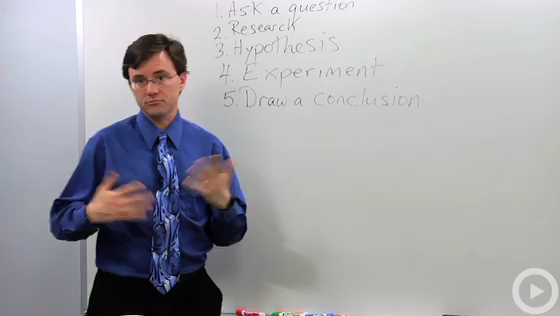 1. Ask a question
2. Research
3. Hypothesis
4. Experiment
5. Draw a conclusion